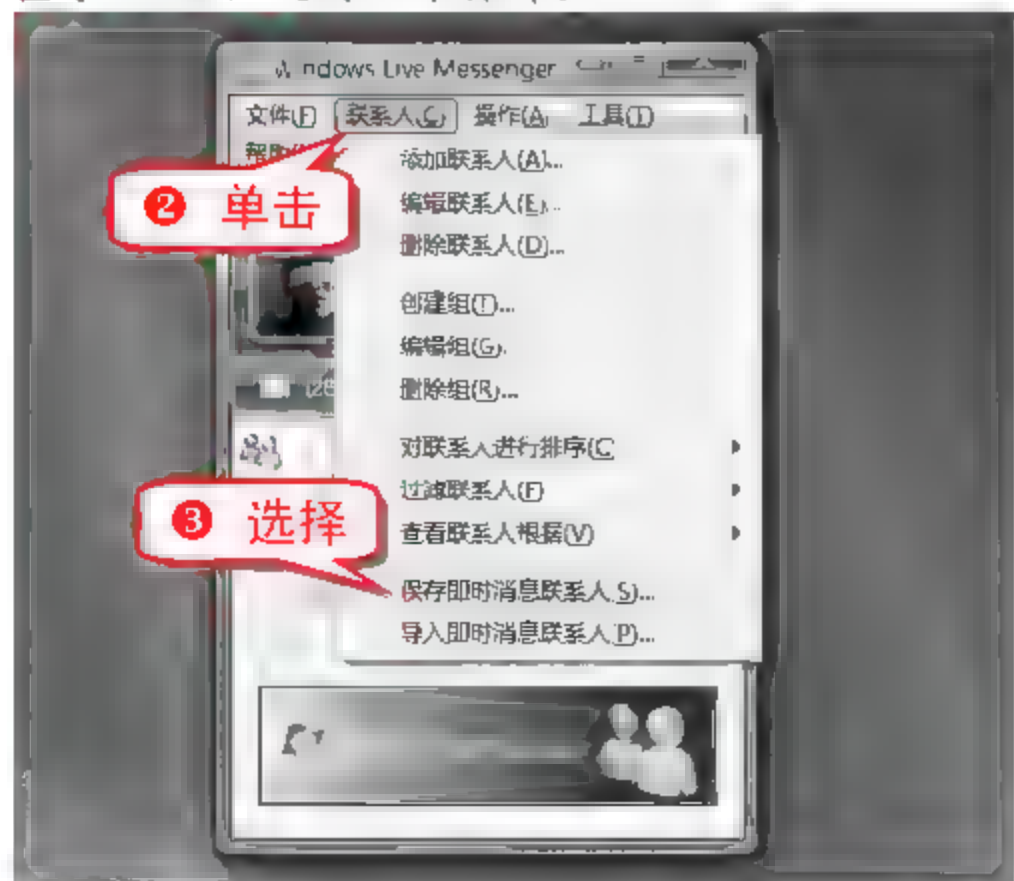 Windows Live Messenger
文件(F) 联系人(C) 操作(A) 工具(T)
❷ 单击
添加联系人(A)...
编辑联系人(E)...
删除联系人(D)...
创建组(T)...
编辑组(G)...
删除组(R)...
对联系人进行排序(C)
过滤联系人(F)
❸ 选择
查看联系人根据(V)
保存即时消息联系人(S)...
导入即时消息联系人(P)...